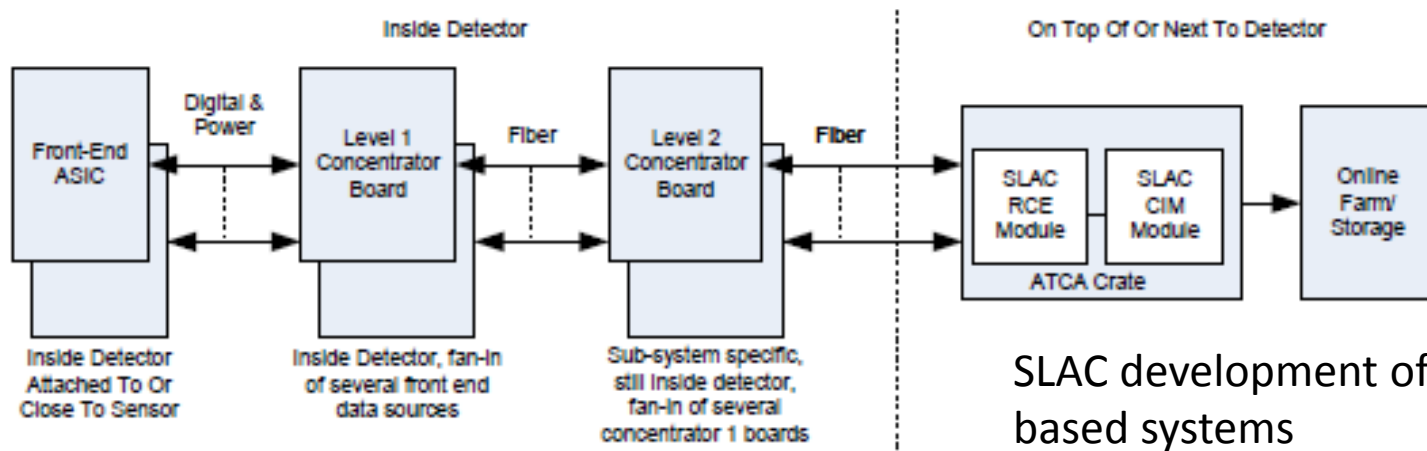 Inside Detector
On Top Of Or Next To Detector
Front-End
ASIC
Digital &
Power
Level 1
Concentrator
Board
Fiber
Level 2
Concentrator
Board
Fiber
SLAC
RCE
Module
SLAC
CIM
Module
ATCA Crate
Online
Farm/
Storage
Inside Detector
Attached To Or
Close To Sensor
Inside Detector, fan-in
of several front end
data sources
Sub-system specific,
still inside detector,
fan-in of several
concentrator 1 boards
SLAC development of
based systems